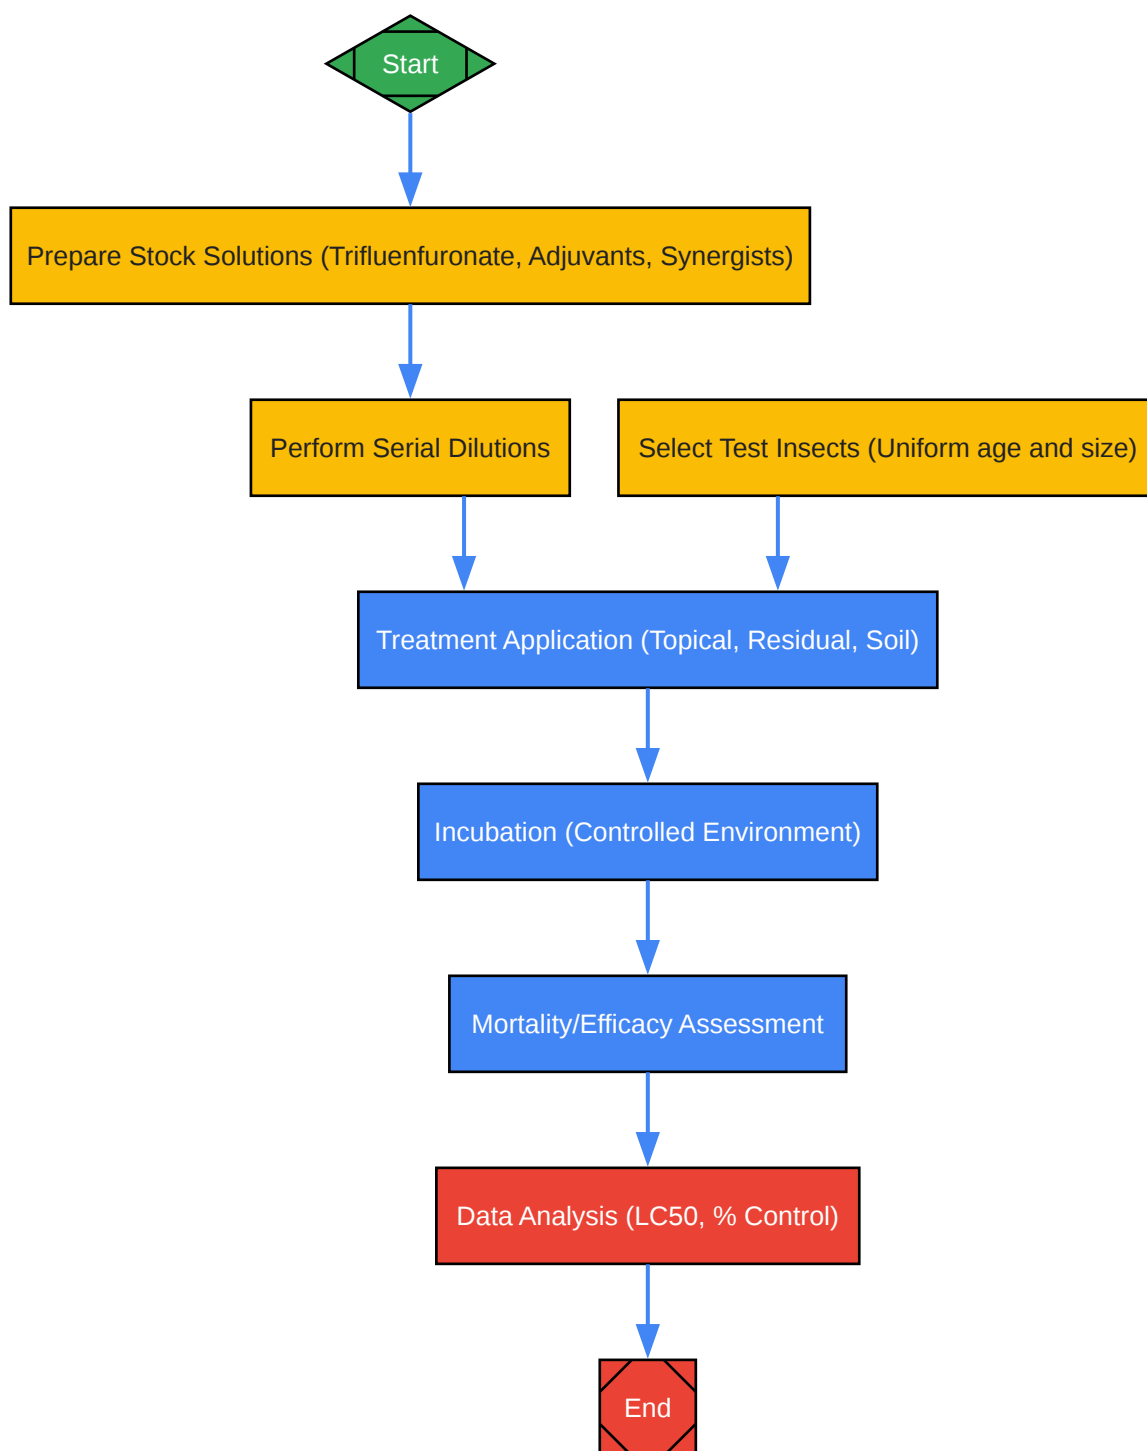 Start
Prepare Stock Solutions (Trifluenfuronate, Adjuvants, Synergists)
Perform Serial Dilutions
Select Test Insects (Uniform age and size)
Treatment Application (Topical, Residual, Soil)
Incubation (Controlled Environment)
Mortality/Efficacy Assessment
Data Analysis (LC50, % Control)
End